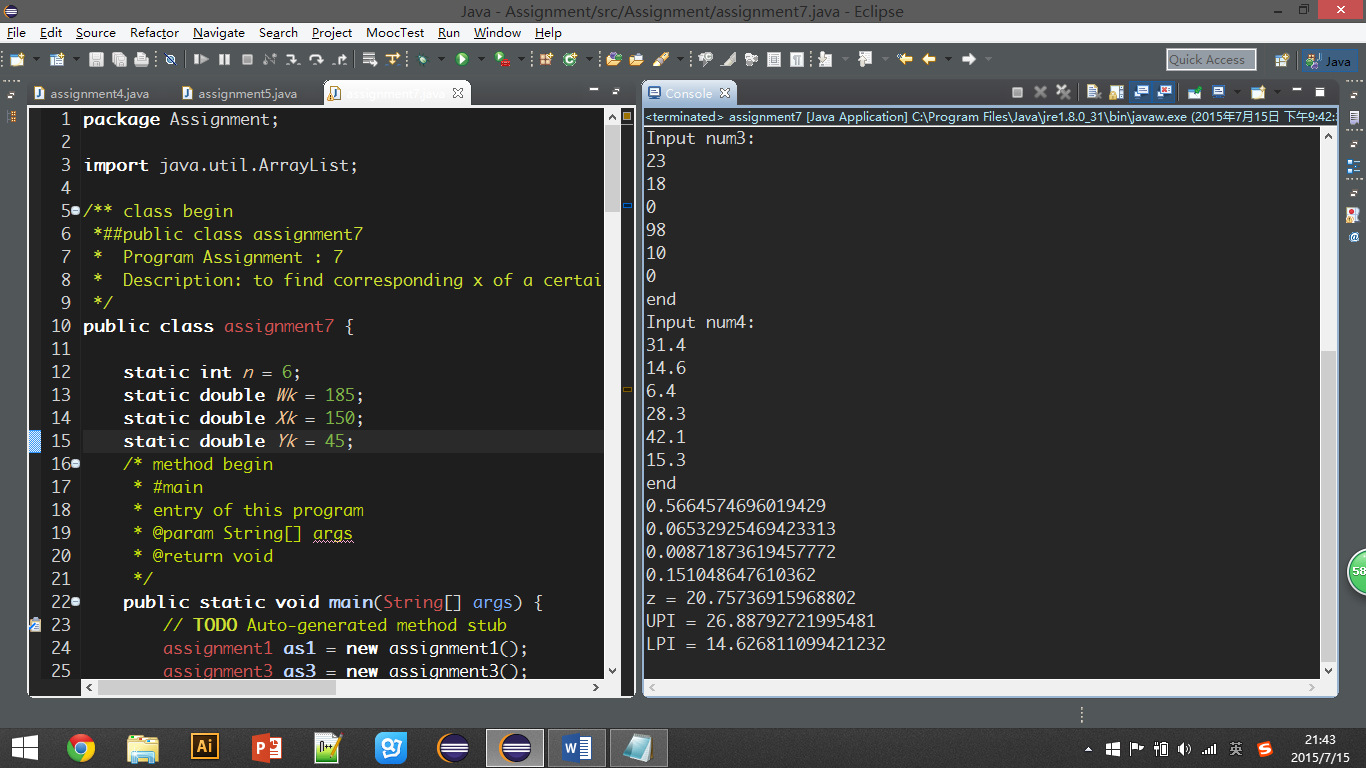 Java - Assignment/src/Assignment/assignment7.java - Eclipse
File Edit Source Refactor Navigate Search Project MoocTest Run Window Help
Quick Access
Java
assignment4.java
assignment5.java
assignment7.java
Console
<terminated> assignment7 [Java Application] C:\Program Files\Java\jre1.8.0_31\bin\javaw.exe (2015年7月15日 下午9:42:
1 package Assignment;
2
3 import java.util.ArrayList;
4
5 /** class begin
6 *##public class assignment7
7 * Program Assignment : 7
8 * Description: to find corresponding x of a certai
9 */
10 public class assignment7 {
11
12 static int n = 6;
13 static double Wk = 185;
14 static double Xk = 150;
15 static double Yk = 45;
16 /* method begin
17 * #main
18 * entry of this program
19 * @param String[] args
20 * @return void
21 */
22 public static void main(String[] args) {
23 // TODO Auto-generated method stub
24 assignment1 as1 = new assignment1();
25 assignment3 as3 = new assignment3();
Input num3:
23
18
0
98
10
0
end
Input num4:
31.4
14.6
6.4
28.3
42.1
15.3
end
0.5664574696019429
0.06532925469423313
0.00871873619457772
0.151048647610362
z = 20.75736915968802
UPI = 26.88792721995481
LPI = 14.626811099421232
58
英
21:43
2015/7/15